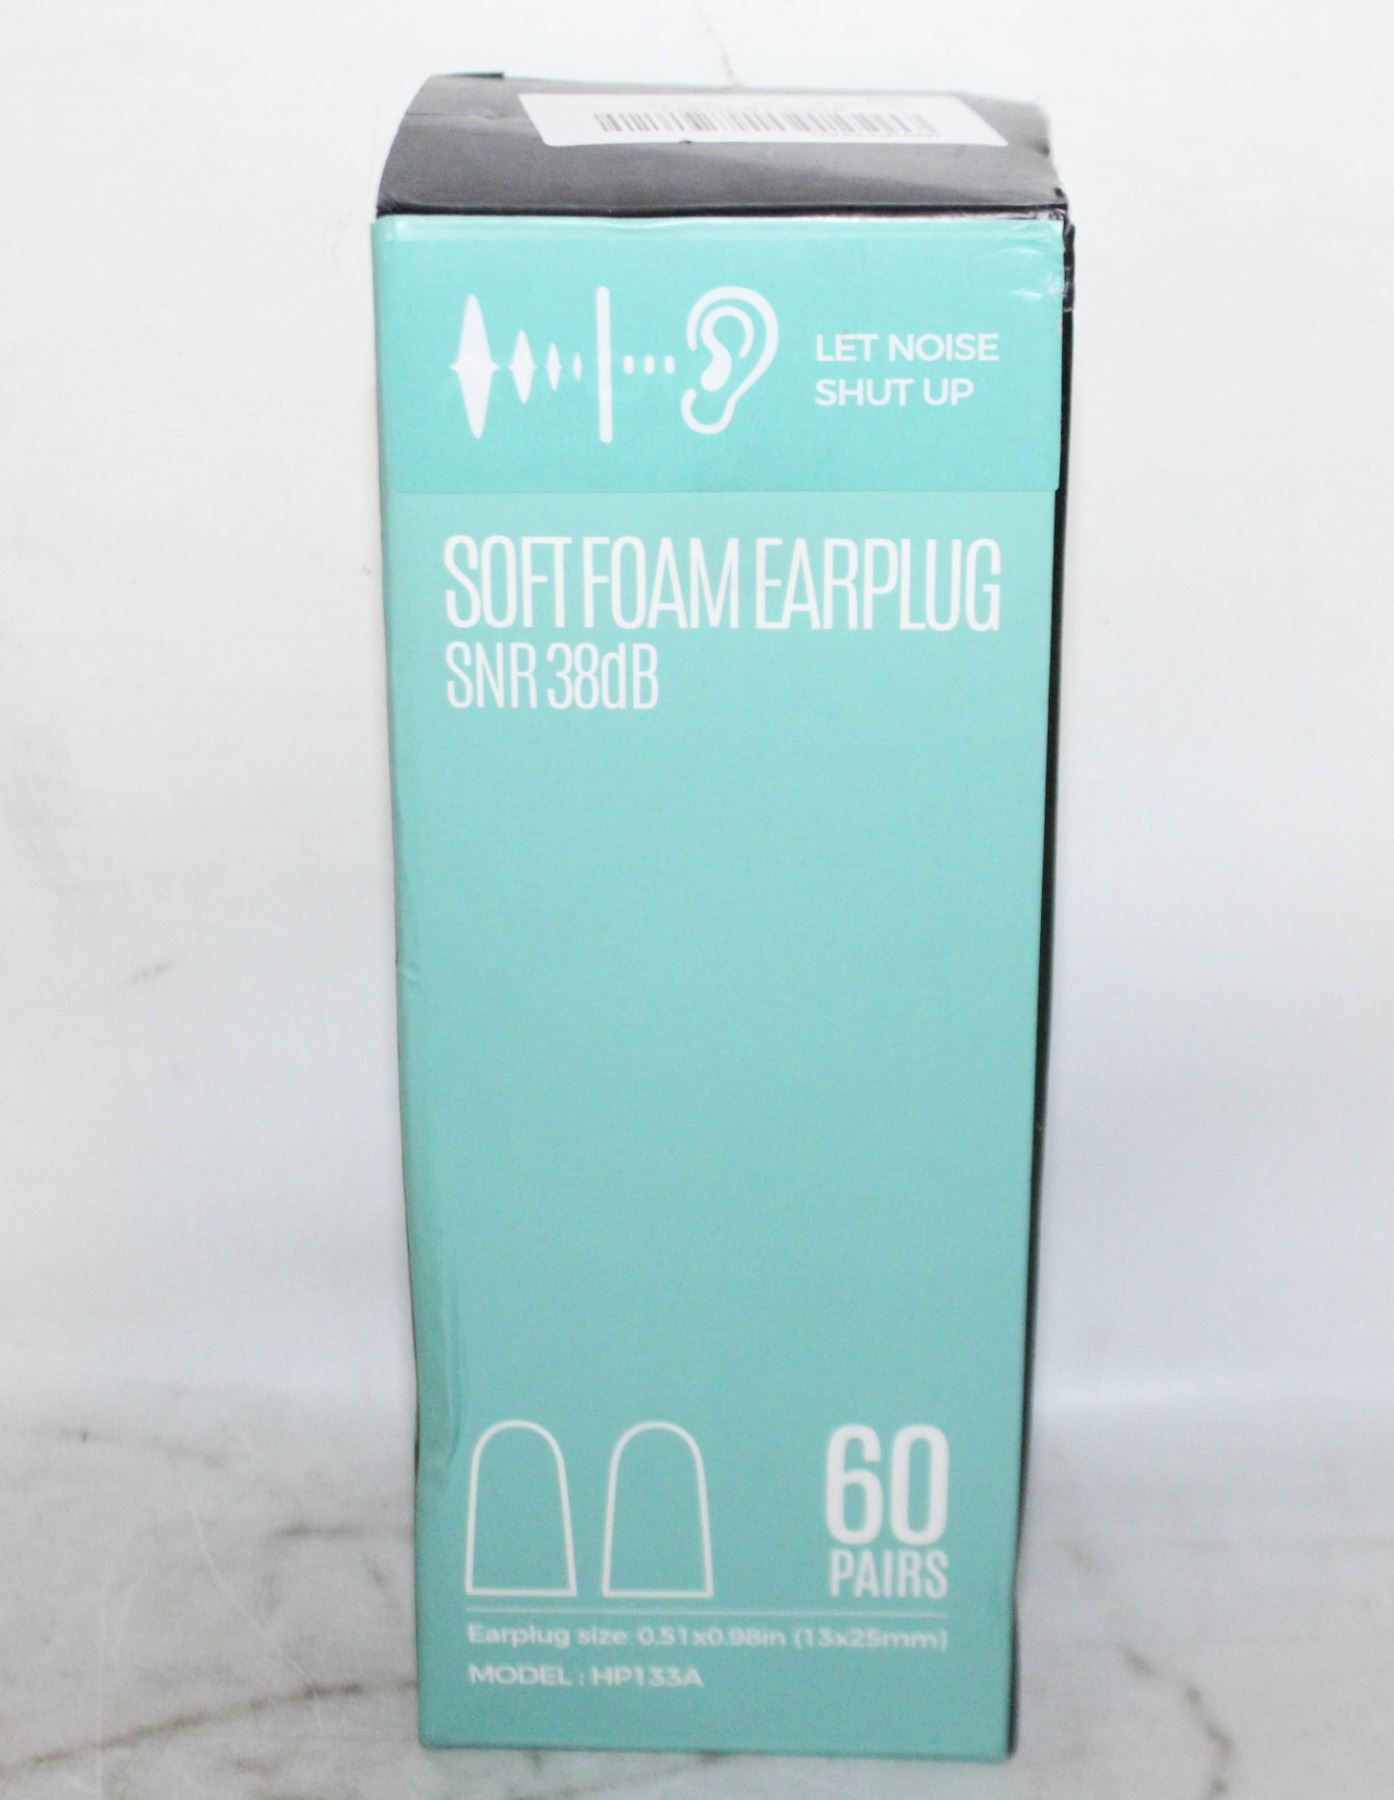 LET NOISE
SHUT UP
SOFT FOAM EARPLUG
SNR 38dB
60
PAIRS
Earplug size 0.51x0.98in (13x25mm)
MODEL : HP133A